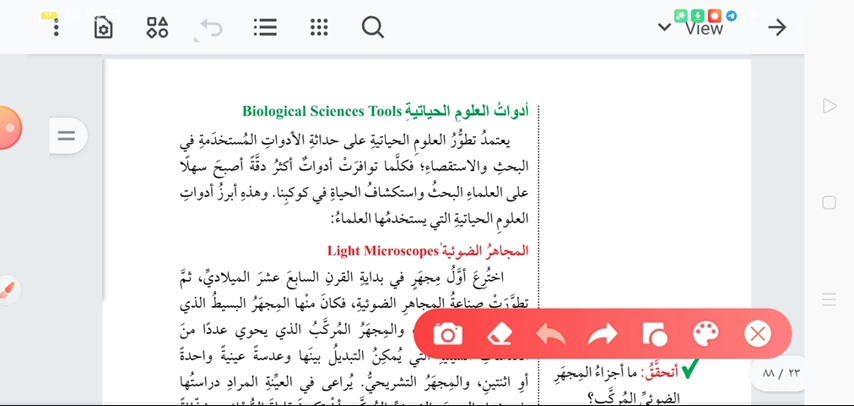 View
أدواتُ العلومِ الحياتيةِ Biological Sciences Tools
يعتمدُ تطوُّرُ العلومِ الحياتيةِ على حداثةِ الأدواتِ المُستخدَمةِ في
البحثِ والاستقصاءِ؛ فكلَّما توافرَتْ أدواتٌ أكثرُ دقَّةً أصبحَ سهلًا
على العلماءِ البحثُ واستكشافُ الحياةِ في كوكبِنا. وهذهِ أبرزُ أدواتِ
العلومِ الحياتيةِ التي يستخدمُها العلماءُ:
المجاهرُ الضوئيةُ Light Microscopes
اختُرِعَ أوَّلُ مِجهَرٍ في بدايةِ القرنِ السابعَ عشرَ الميلاديِّ، ثمَّ
تطوَّرَتْ صناعةُ المجاهرِ الضوئيةِ، فكانَ منْها المِجهَرُ البسيطُ الذي
والمِجهَرُ المُركَّبُ الذي يحوي عددًا منَ
التي يُمكِنُ التبديلُ بينَها وعدسةً عينيةً واحدةً
أوِ اثنتينِ، والمِجهَرُ التشريحيُّ. يُراعى في العيِّنةِ المرادِ دراستُها
✓ أتحقَّقُ: ما أجزاءُ المِجهَرِ
الضوئيِّ المُركَّبِ؟
٢٣ / ٨٨